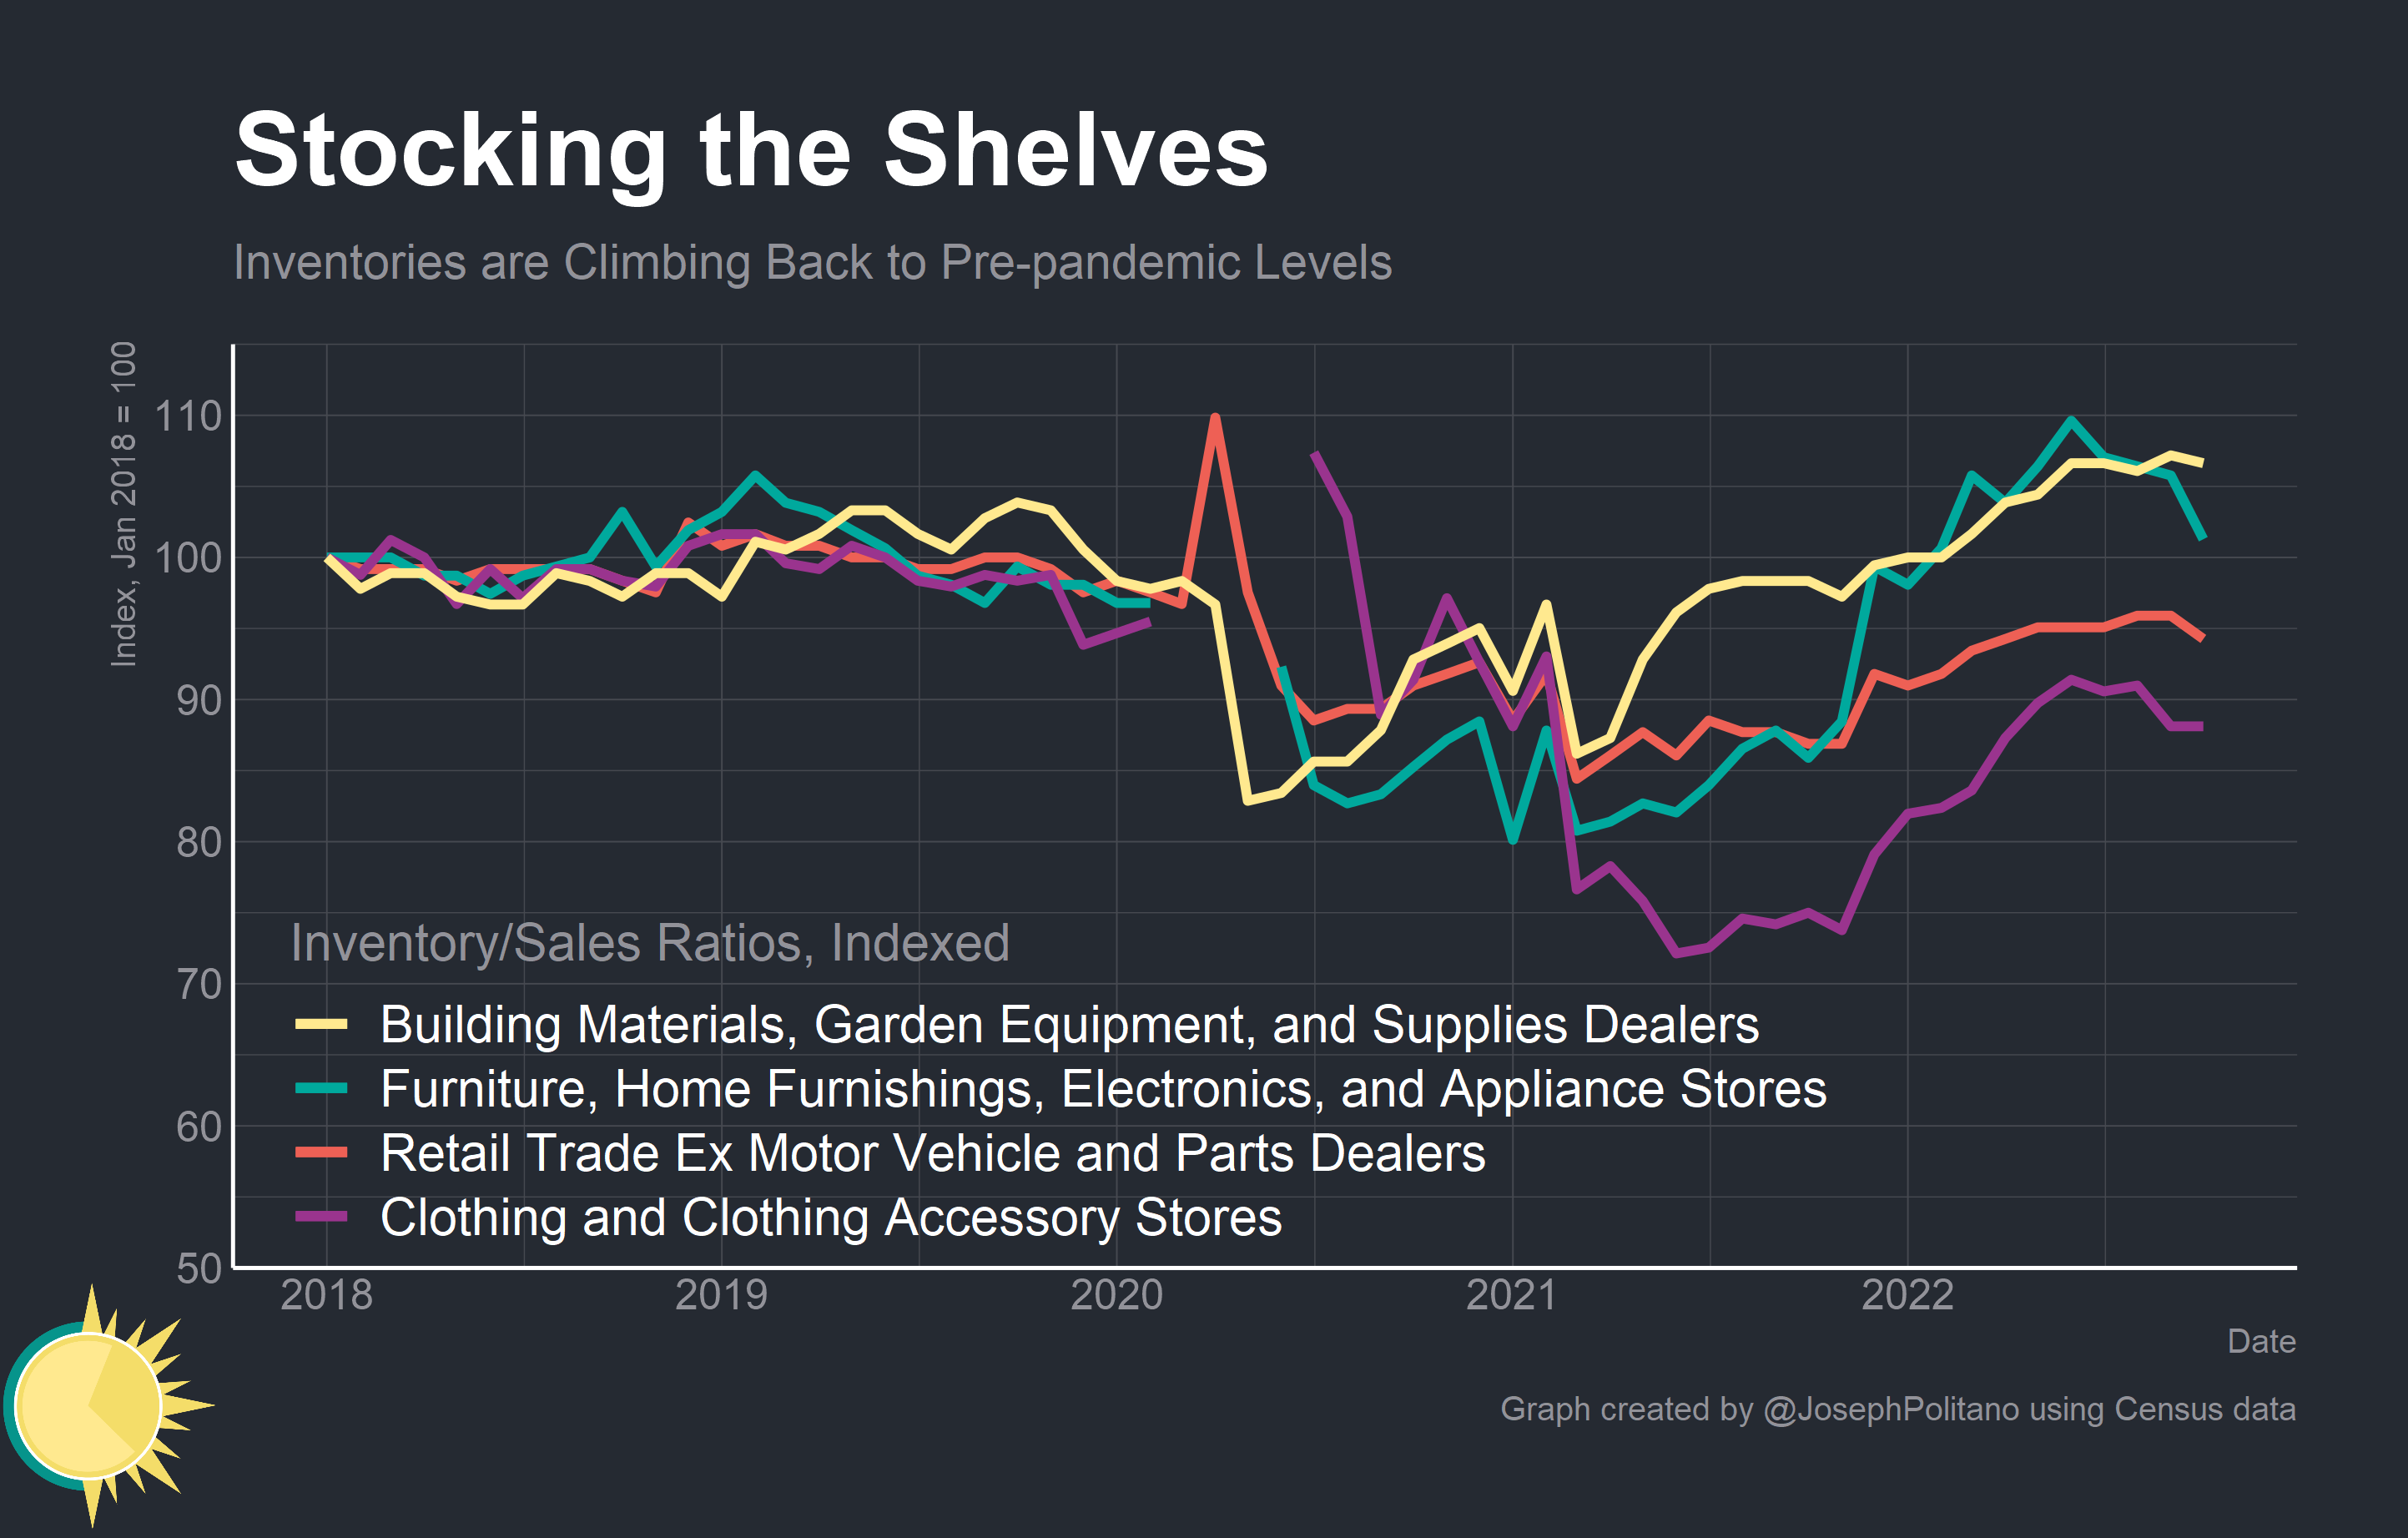 Stocking the Shelves
Inventories are Climbing Back to Pre-pandemic Levels
Index, Jan 2018 = 100
110
100
90
80
70
60
50
Inventory/Sales Ratios, Indexed
Building Materials, Garden Equipment, and Supplies Dealers
Furniture, Home Furnishings, Electronics, and Appliance Stores
Retail Trade Ex Motor Vehicle and Parts Dealers
Clothing and Clothing Accessory Stores
2018 2019 2020 2021 2022
Date
Graph created by @JosephPolitano using Census data